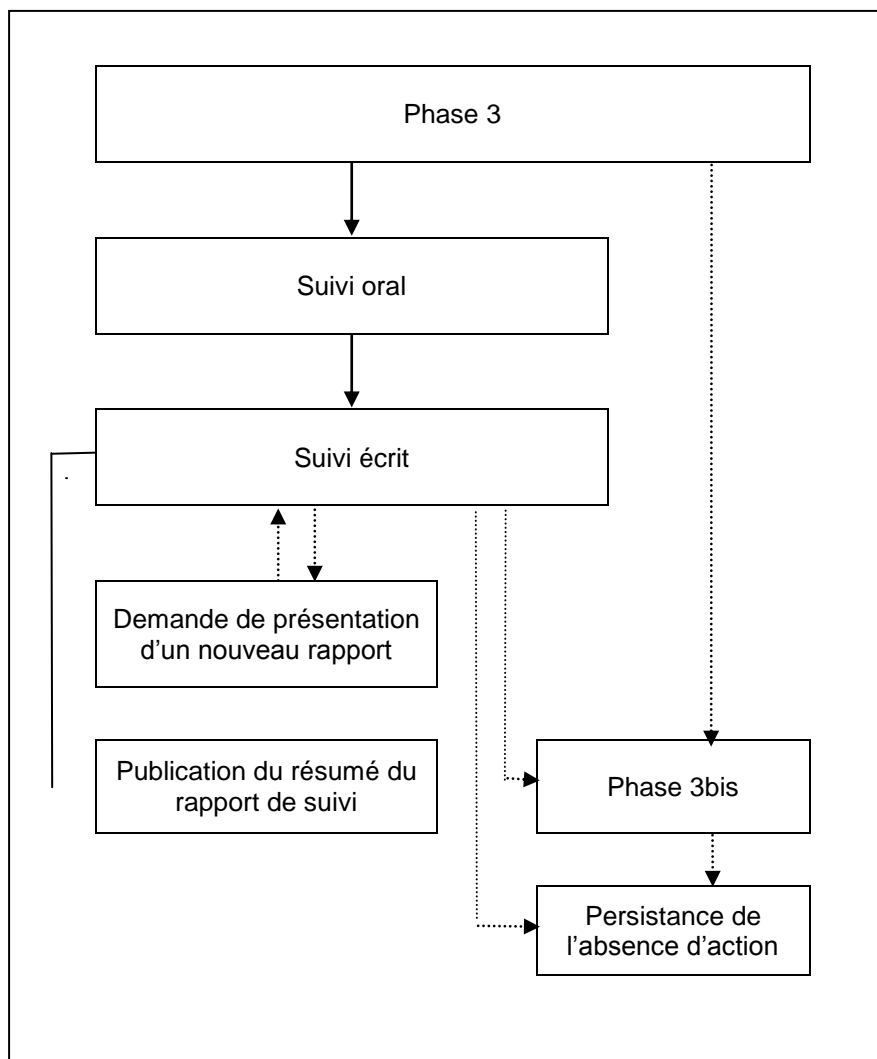 Phase 3
Suivi oral
Suivi écrit
Demande de présentation
d’un nouveau rapport
Publication du résumé du
rapport de suivi
Phase 3bis
Persistance de
l’absence d’action